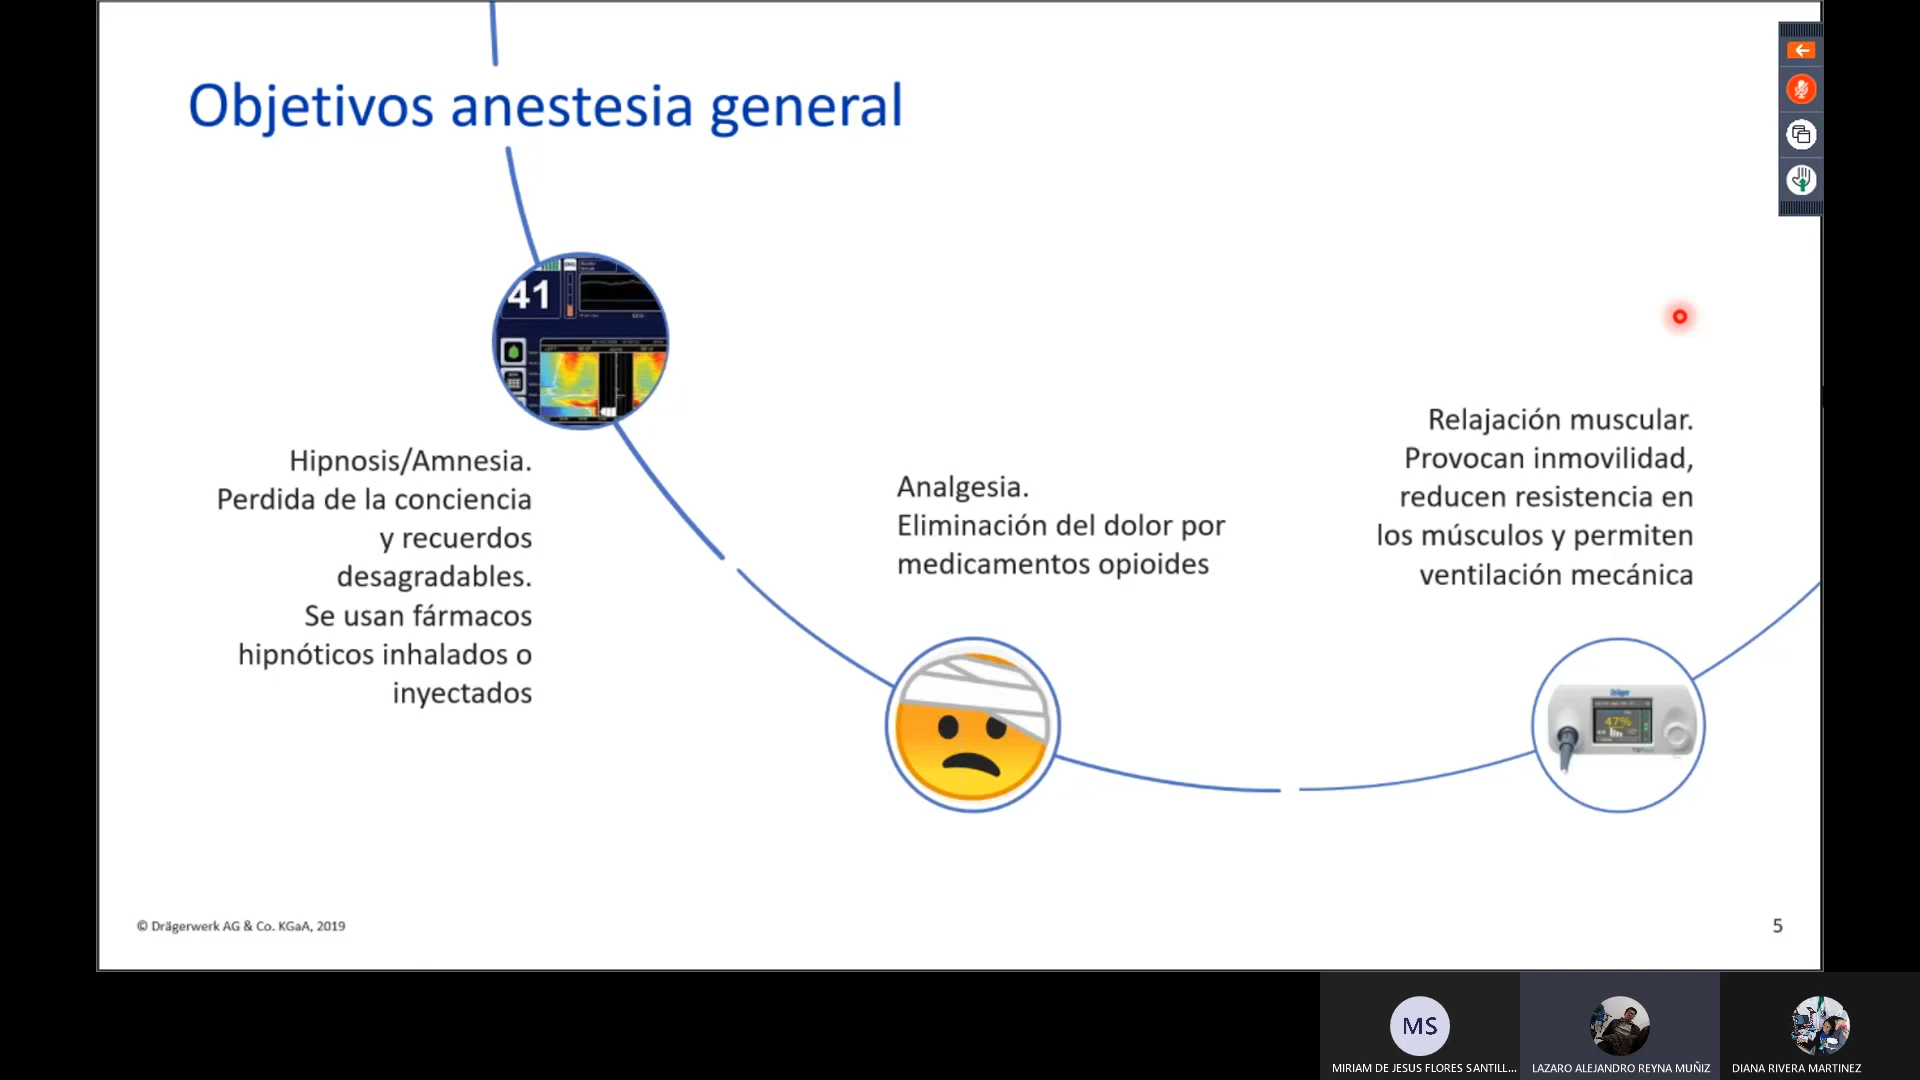 Objetivos anestesia general
41
Hipnosis/Amnesia.
Perdida de la conciencia
y recuerdos
desagradables.
Se usan fármacos
hipnóticos inhalados o
inyectados
Analgesia.
Eliminación del dolor por
medicamentos opioides
Relajación muscular.
Provocan inmovilidad,
reducen resistencia en
los músculos y permiten
ventilación mecánica
Dräger
47%
© Drägerwerk AG & Co. KGaA, 2019
5
MS
MIRIAM DE JESUS FLORES SANTILL...
LAZARO ALEJANDRO REYNA MUÑIZ
DIANA RIVERA MARTINEZ